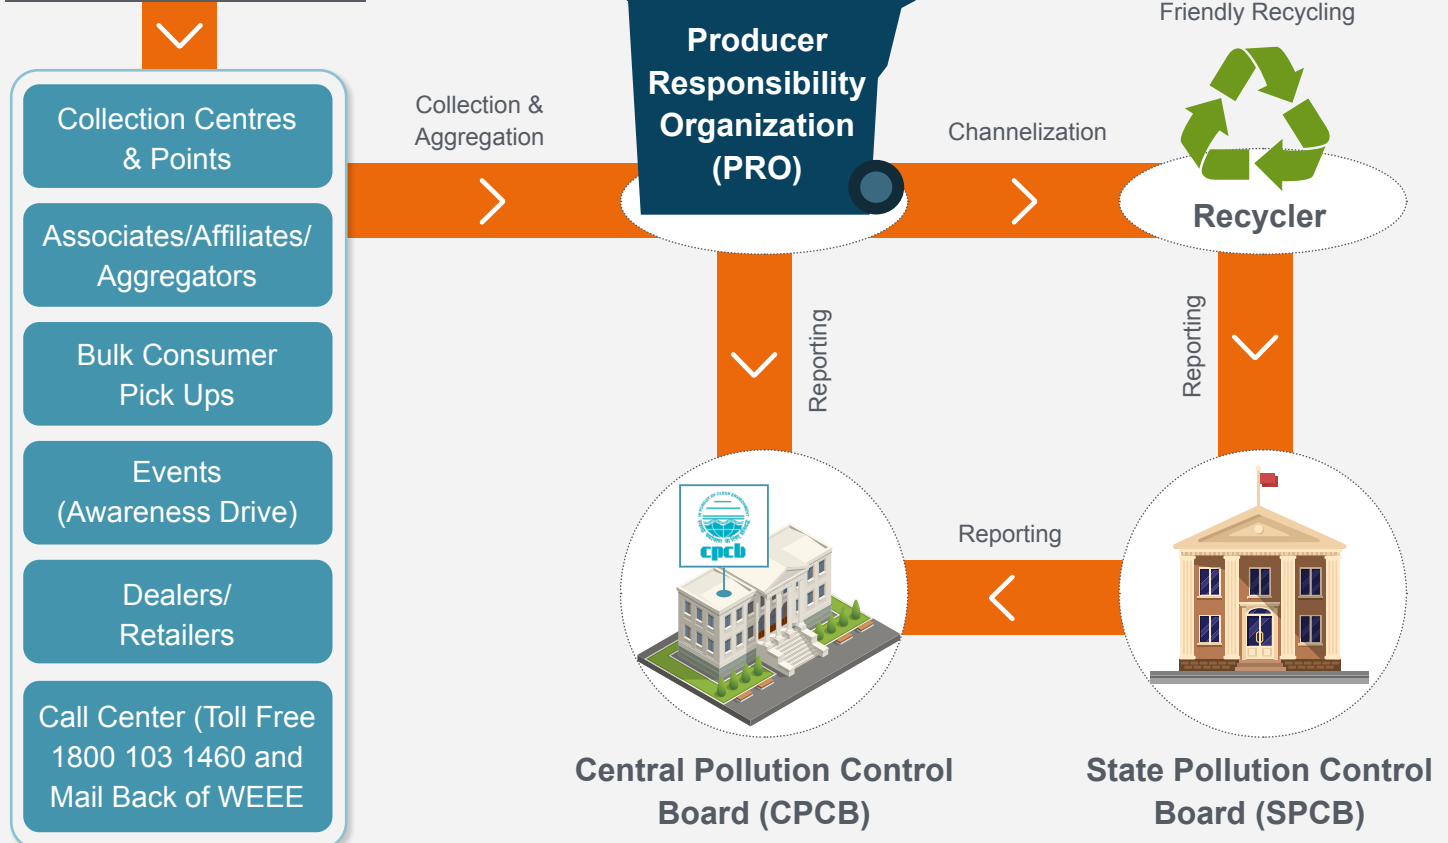 Friendly Recycling
Producer
Responsibility
Organization
(PRO)
Collection &
Aggregation
Channelization
Recycler
Collection Centres
& Points
Associates/Affiliates/
Aggregators
Bulk Consumer
Pick Ups
Events
(Awareness Drive)
Dealers/
Retailers
Call Center (Toll Free
1800 103 1460 and
Mail Back of WEEE
Reporting
Reporting
Reporting
cpcb
Central Pollution Control
Board (CPCB)
State Pollution Control
Board (SPCB)